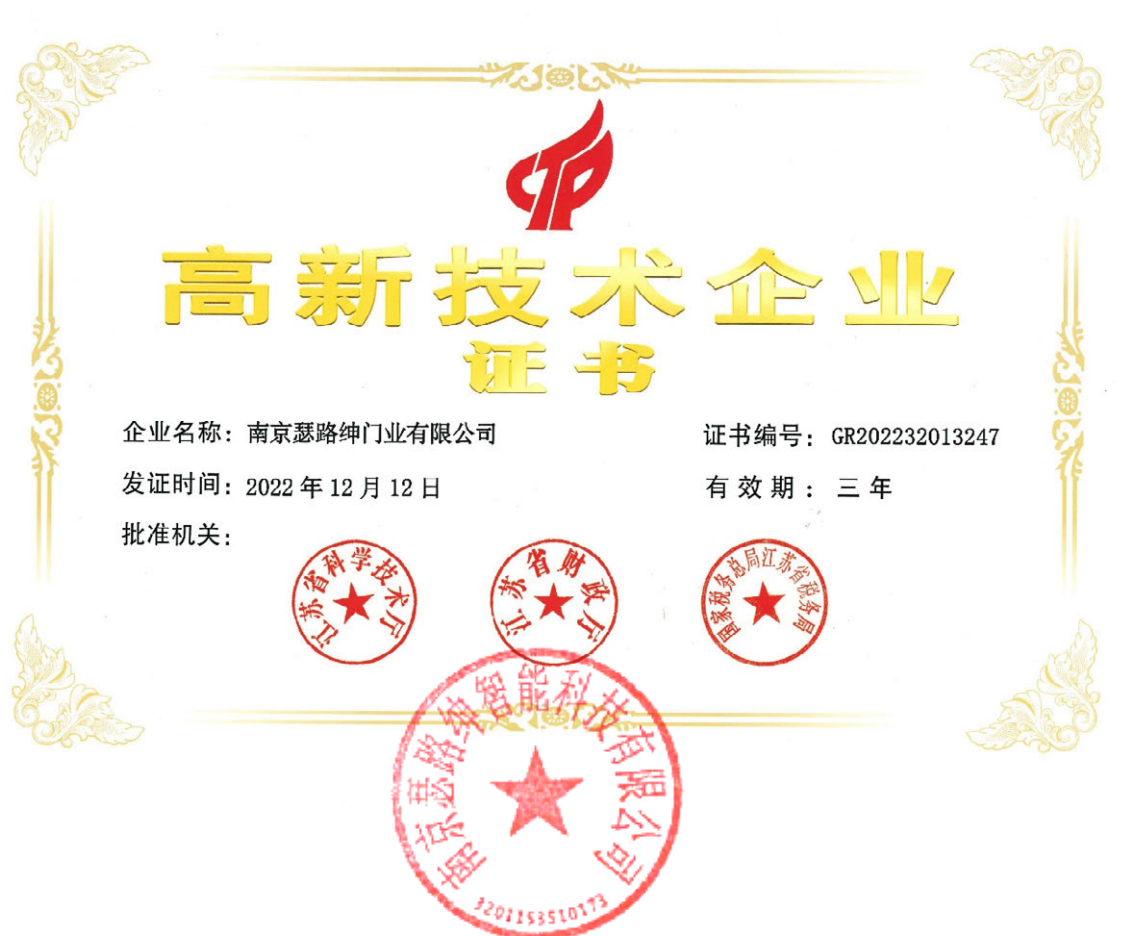 高新技术企业
证书
企业名称：南京瑟路绅门业有限公司
证书编号：GR202232013247
发证时间：2022年12月12日
有效期：三年
批准机关：
江苏省科学技术厅
江苏省财政厅
国家税务总局江苏省税务局
南京瑟路绅智能科技有限公司
3201153510173